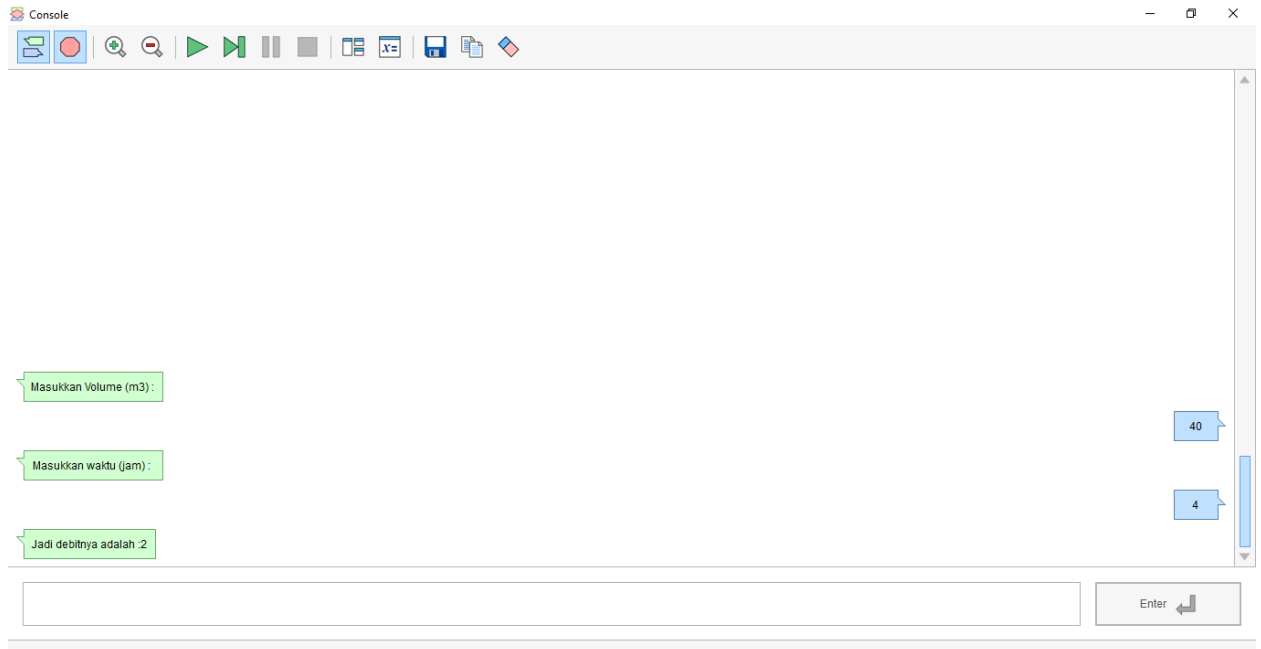 Console
x=
Masukkan Volume (m3) :
40
Masukkan waktu (jam) :
4
Jadi debitnya adalah :2
Enter